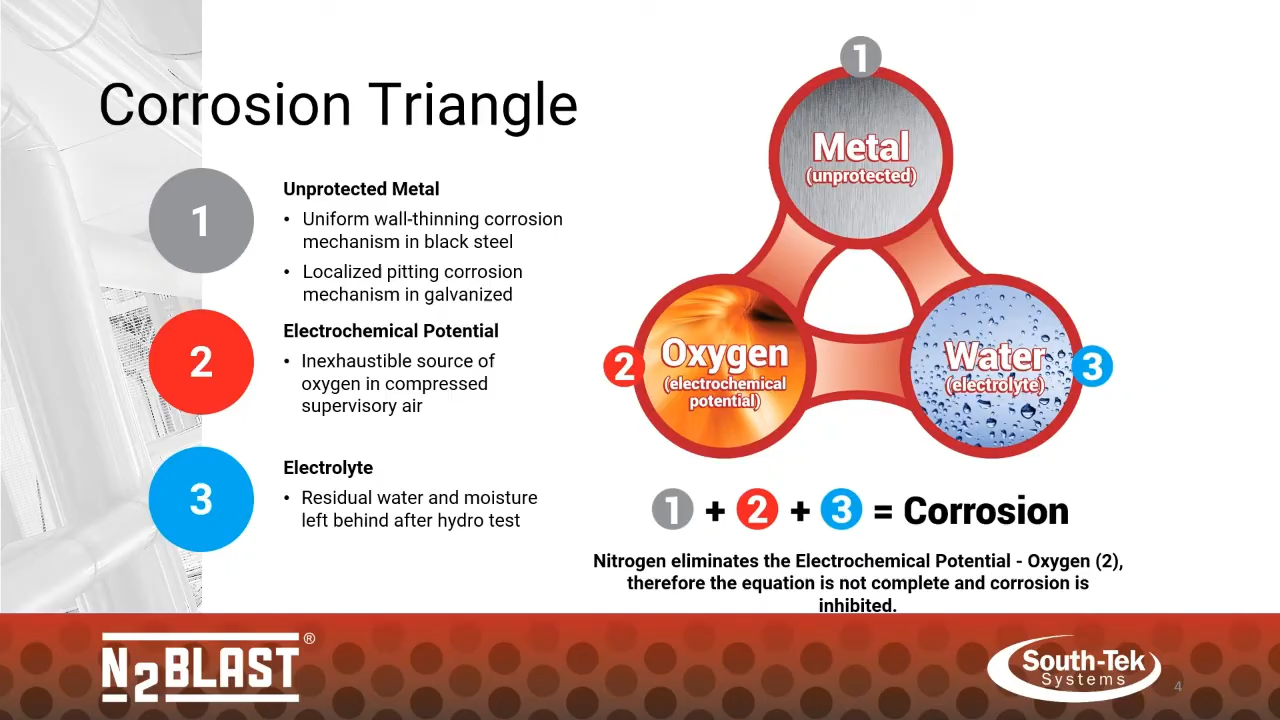 Corrosion Triangle
1
Unprotected Metal
• Uniform wall-thinning corrosion
mechanism in black steel
• Localized pitting corrosion
mechanism in galvanized
2
Electrochemical Potential
• Inexhaustible source of
oxygen in compressed
supervisory air
3
Electrolyte
• Residual water and moisture
left behind after hydro test
1
Metal
(unprotected)
2
Oxygen
(electrochemical
potential)
Water
(electrolyte)
3
1 + 2 + 3 = Corrosion
Nitrogen eliminates the Electrochemical Potential - Oxygen (2),
therefore the equation is not complete and corrosion is
inhibited.
N2BLAST®
South-Tek
Systems
4